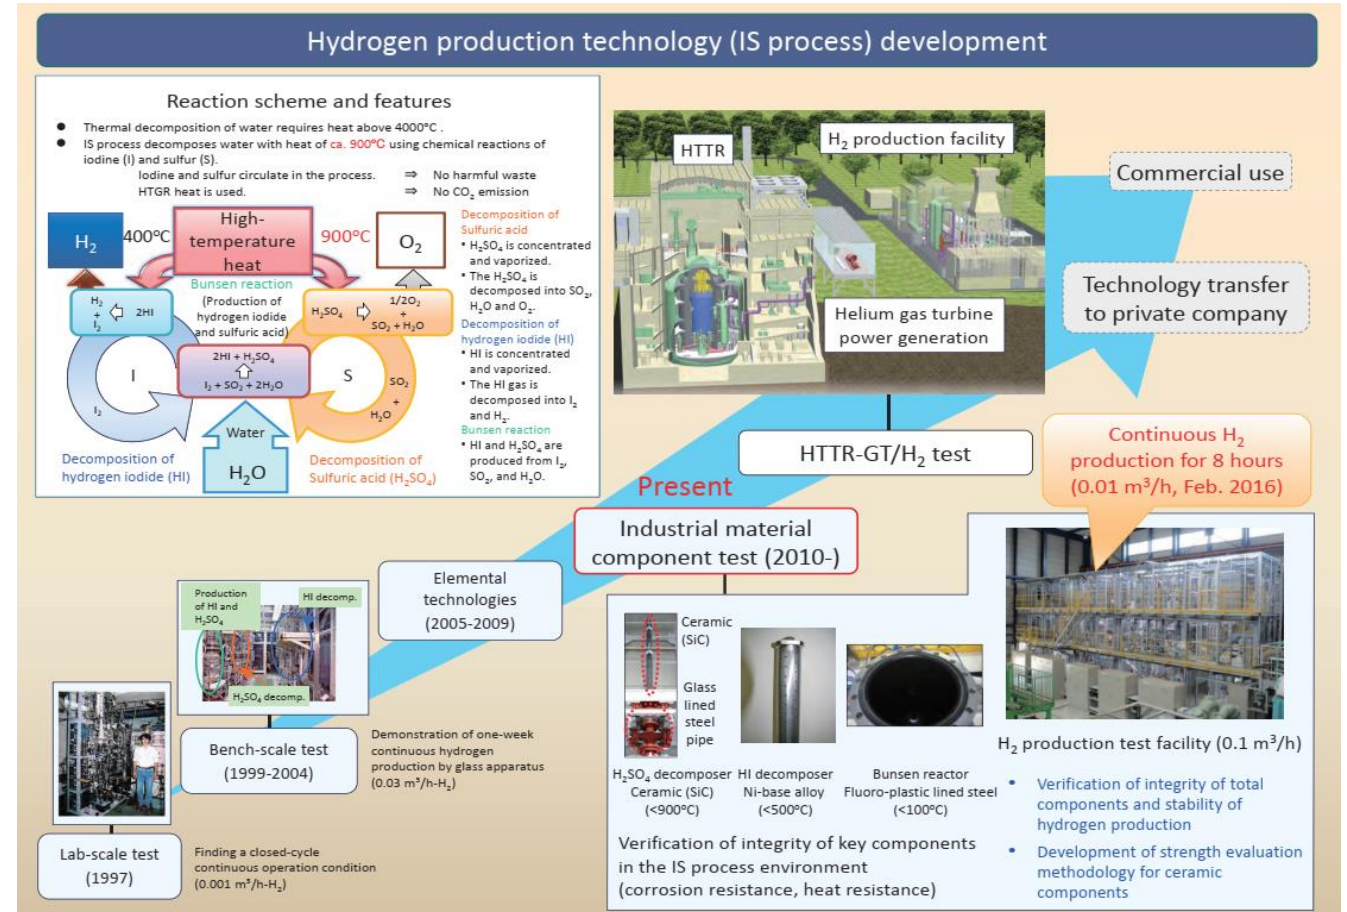 Hydrogen production technology (IS process) development
Reaction scheme and features
● Thermal decomposition of water requires heat above 4000°C .
● IS process decomposes water with heat of ca. 900℃ using chemical reactions of
iodine (I) and sulfur (S).
Iodine and sulfur circulate in the process. ⇒ No harmful waste
HTGR heat is used. ⇒ No CO₂ emission
H₂
400°C
High-
temperature
heat
900°C
O₂
Bunsen reaction
(Production of
hydrogen iodide
and sulfuric acid)
H₂
+
I₂
2HI
H₂SO₄
1/2O₂
+
SO₂ + H₂O
2HI + H₂SO₄
I₂ + SO₂ + 2H₂O
I
S
I₂
SO₂
+
H₂O
Water
H₂O
Decomposition of
hydrogen iodide (HI)
Decomposition of
Sulfuric acid (H₂SO₄)
Decomposition of
Sulfuric acid
• H₂SO₄ is concentrated
and vaporized.
• The H₂SO₄ is
decomposed into SO₂,
H₂O and O₂.
Decomposition of
hydrogen iodide (HI)
• HI is concentrated
and vaporized.
• The HI gas is
decomposed into I₂
and H₂.
Bunsen reaction
• HI and H₂SO₄ are
produced from I₂,
SO₂, and H₂O.
HTTR
H₂ production facility
Helium gas turbine
power generation
Commercial use
Technology transfer
to private company
HTTR-GT/H₂ test
Continuous H₂
production for 8 hours
(0.01 m³/h, Feb. 2016)
Present
Industrial material
component test (2010-)
Elemental
technologies
(2005-2009)
Production
of HI and
H₂SO₄
HI decomp.
H₂SO₄ decomp.
Bench-scale test
(1999-2004)
Demonstration of one-week
continuous hydrogen
production by glass apparatus
(0.03 m³/h-H₂)
Lab-scale test
(1997)
Finding a closed-cycle
continuous operation condition
(0.001 m³/h-H₂)
Ceramic
(SiC)
Glass
lined
steel
pipe
H₂SO₄ decomposer
Ceramic (SiC)
(<900°C)
HI decomposer
Ni-base alloy
(<500°C)
Bunsen reactor
Fluoro-plastic lined steel
(<100°C)
Verification of integrity of key components
in the IS process environment
(corrosion resistance, heat resistance)
H₂ production test facility (0.1 m³/h)
• Verification of integrity of total
components and stability of
hydrogen production
• Development of strength evaluation
methodology for ceramic
components